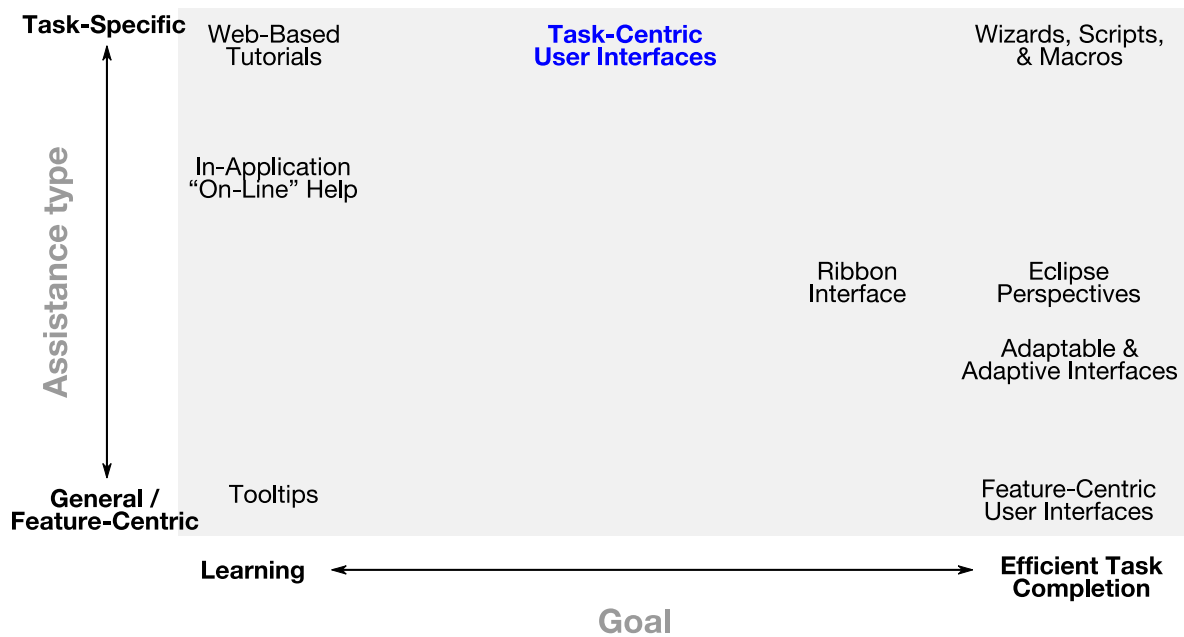 Task-Specific
Web-Based
Tutorials
Task-Centric
User Interfaces
Wizards, Scripts,
& Macros
Assistance type
In-Application
“On-Line” Help
Ribbon
Interface
Eclipse
Perspectives
Adaptable &
Adaptive Interfaces
General /
Feature-Centric
Tooltips
Feature-Centric
User Interfaces
Learning
Efficient Task
Completion
Goal